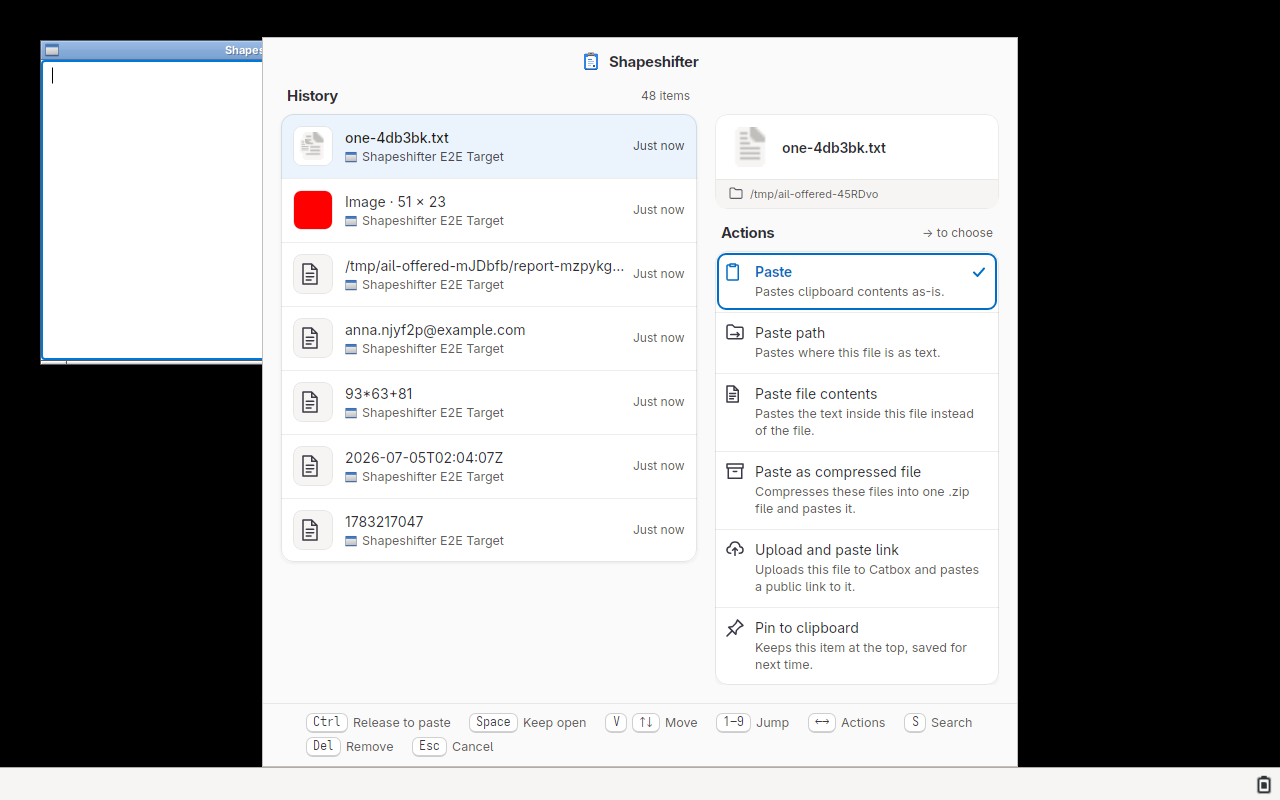 Shapeshifter
History
48 items
one-4db3bk.txt
Shapeshifter E2E Target
Just now
Image · 51 × 23
Shapeshifter E2E Target
Just now
/tmp/ail-offered-mJDbfb/report-mzpykg…
Shapeshifter E2E Target
Just now
anna.njyf2p@example.com
Shapeshifter E2E Target
Just now
93*63+81
Shapeshifter E2E Target
Just now
2026-07-05T02:04:07Z
Shapeshifter E2E Target
Just now
1783217047
Shapeshifter E2E Target
Just now
one-4db3bk.txt
/tmp/ail-offered-45RDvo
Actions
→ to choose
Paste
Pastes clipboard contents as-is.
Paste path
Pastes where this file is as text.
Paste file contents
Pastes the text inside this file instead
of the file.
Paste as compressed file
Compresses these files into one .zip
file and pastes it.
Upload and paste link
Uploads this file to Catbox and pastes
a public link to it.
Pin to clipboard
Keeps this item at the top, saved for
next time.
Ctrl Release to paste Space Keep open V ↑↓ Move 1–9 Jump ←→ Actions S Search
Del Remove Esc Cancel